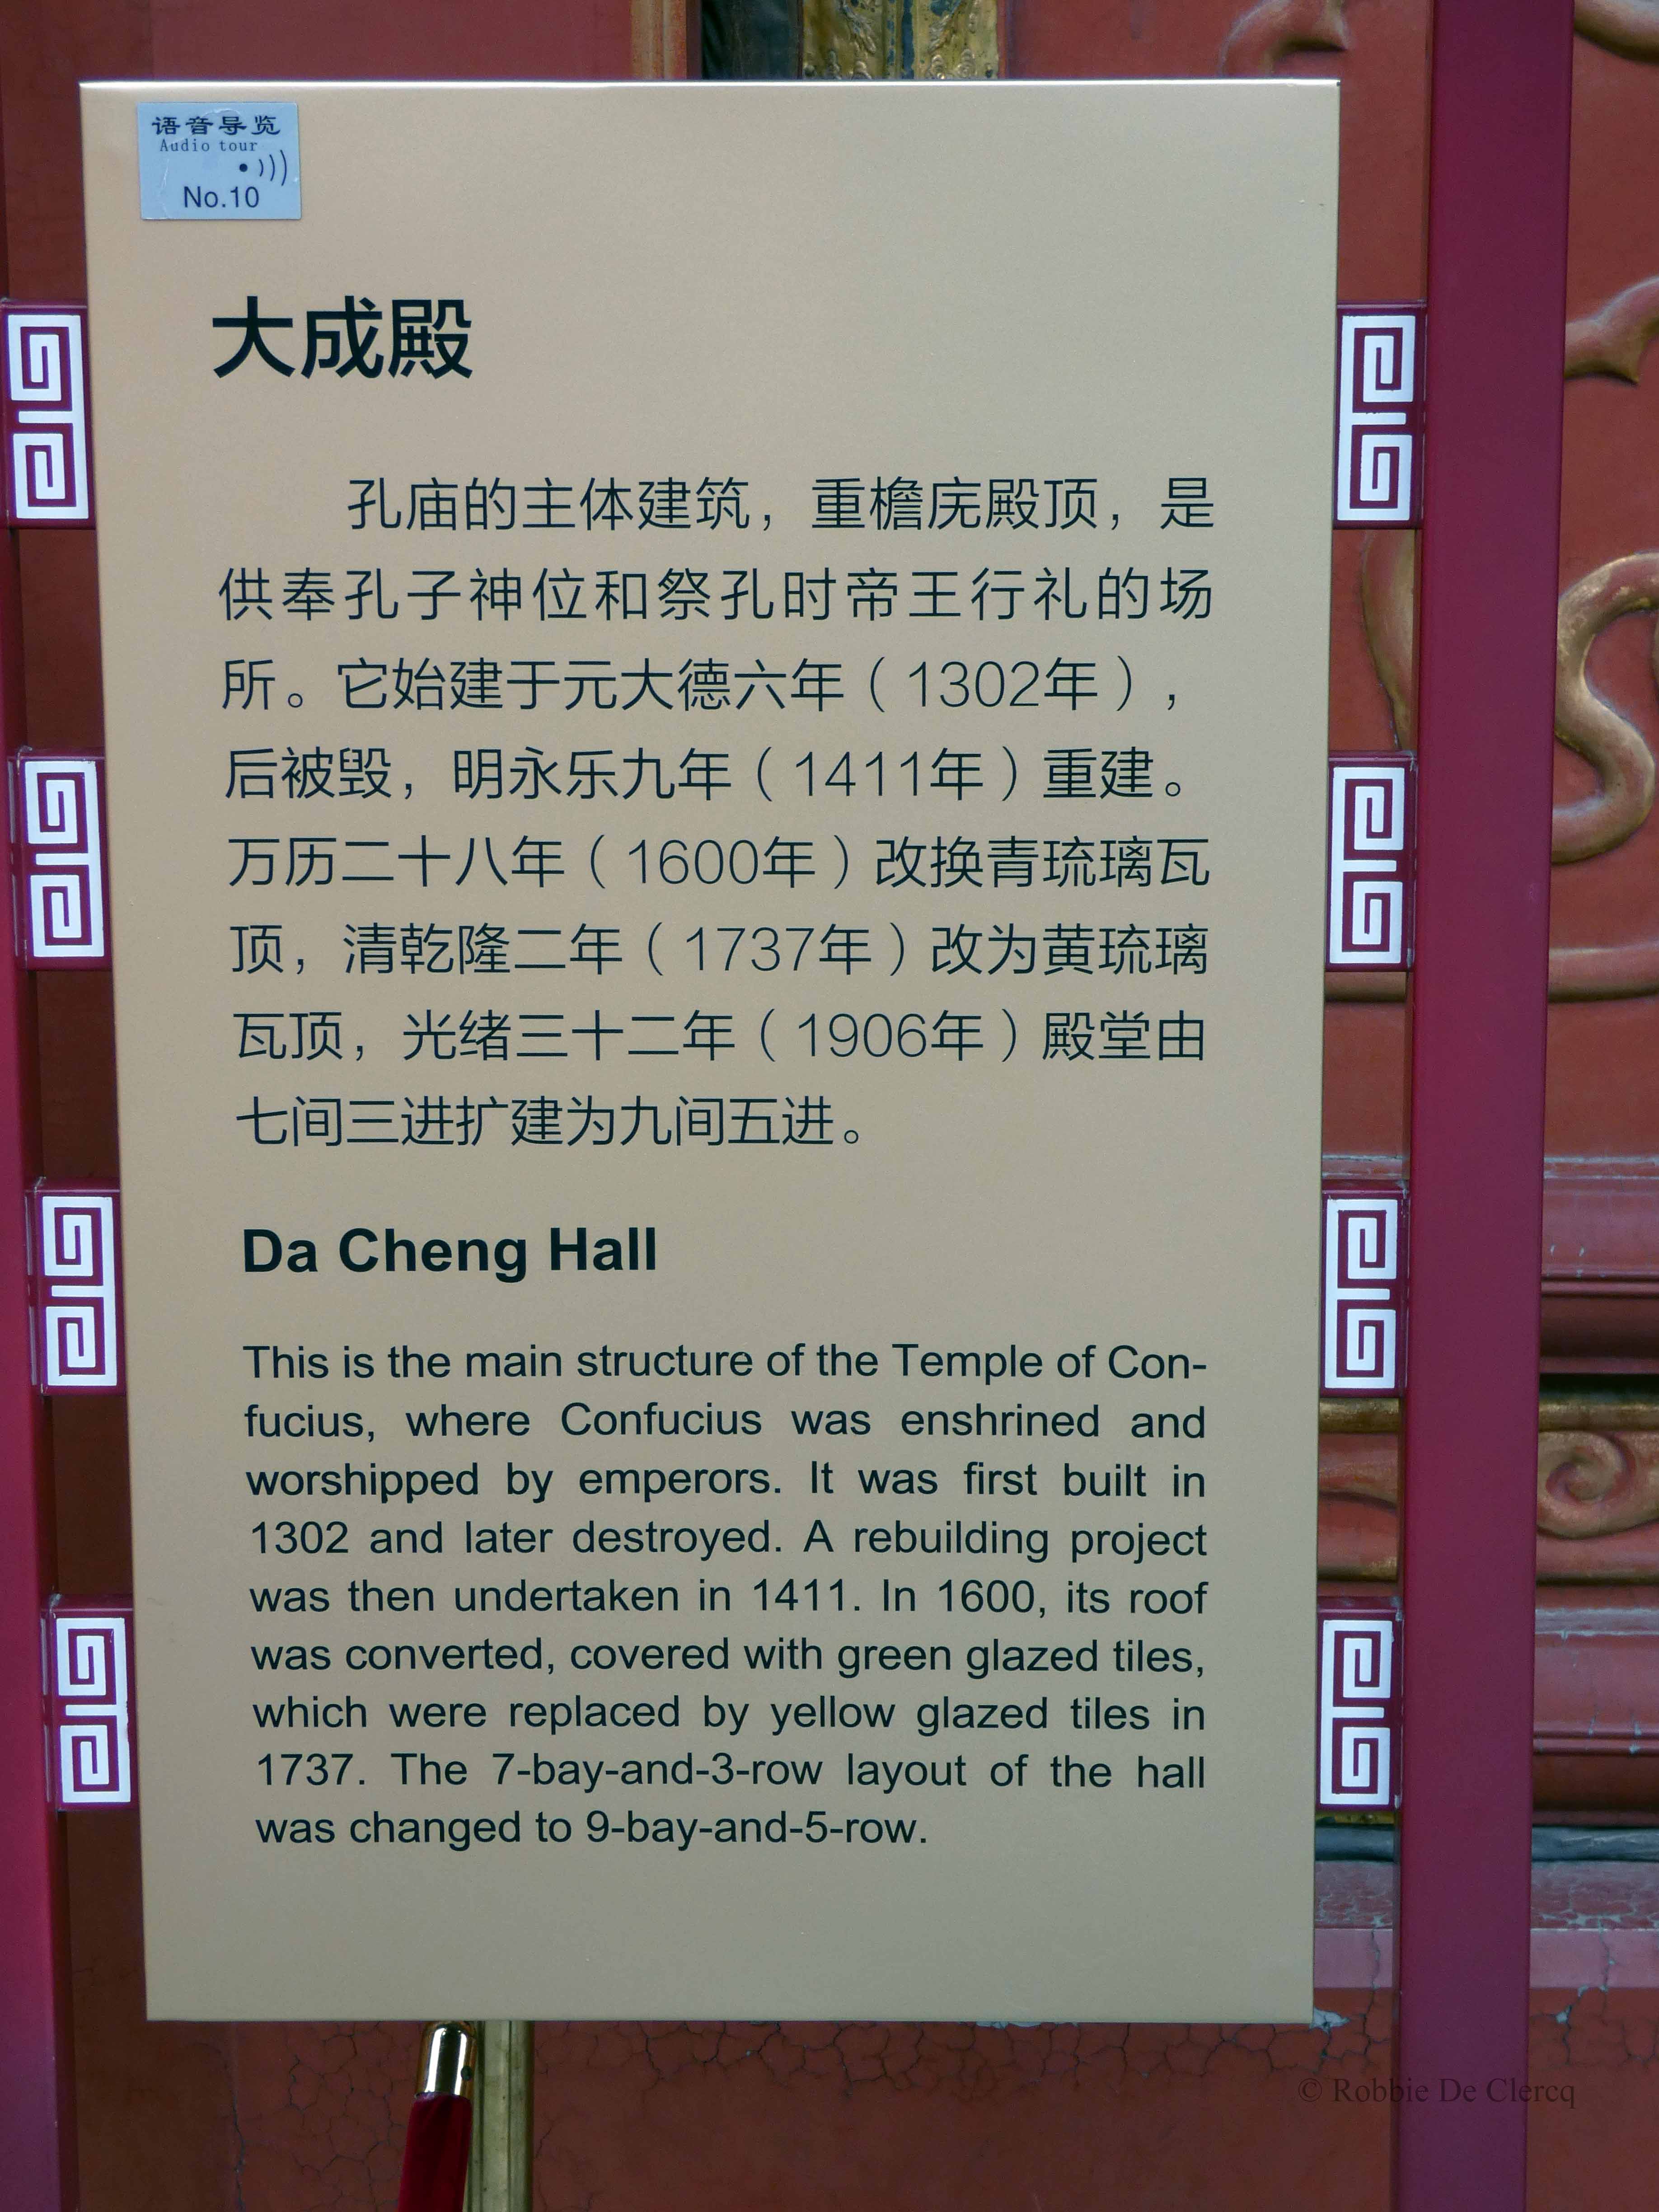 语音导览
Audio tour
No.10
大成殿
孔庙的主体建筑，重檐庑殿顶，是
供奉孔子神位和祭孔时帝王行礼的场
所。它始建于元大德六年（1302年），
后被毁，明永乐九年（1411年）重建。
万历二十八年（1600年）改换青琉璃瓦
顶，清乾隆二年（1737年）改为黄琉璃
瓦顶，光绪三十二年（1906年）殿堂由
七间三进扩建为九间五进。
Da Cheng Hall
This is the main structure of the Temple of Con-
fucius, where Confucius was enshrined and
worshipped by emperors. It was first built in
1302 and later destroyed. A rebuilding project
was then undertaken in 1411. In 1600, its roof
was converted, covered with green glazed tiles,
which were replaced by yellow glazed tiles in
1737. The 7-bay-and-3-row layout of the hall
was changed to 9-bay-and-5-row.
© Robbie De Clercq